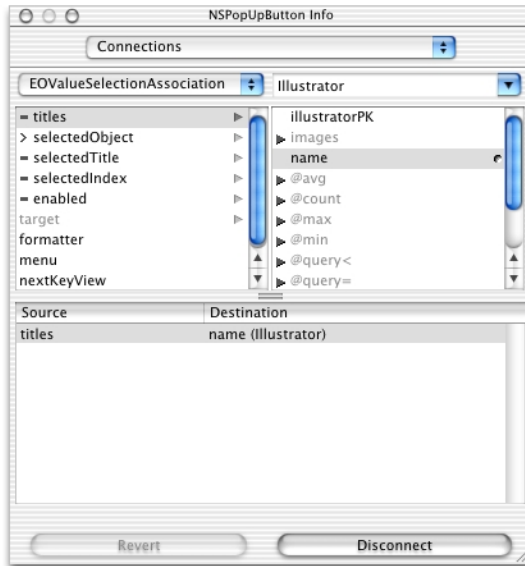 NSPopUpButton Info
Connections
EOValueSelectionAssociation
Illustrator
= titles
> selectedObject
= selectedTitle
= selectedIndex
= enabled
target
formatter
menu
nextKeyView
illustratorPK
images
name
@avg
@count
@max
@min
@query<
@query=
Source Destination
titles name (Illustrator)
Revert Disconnect